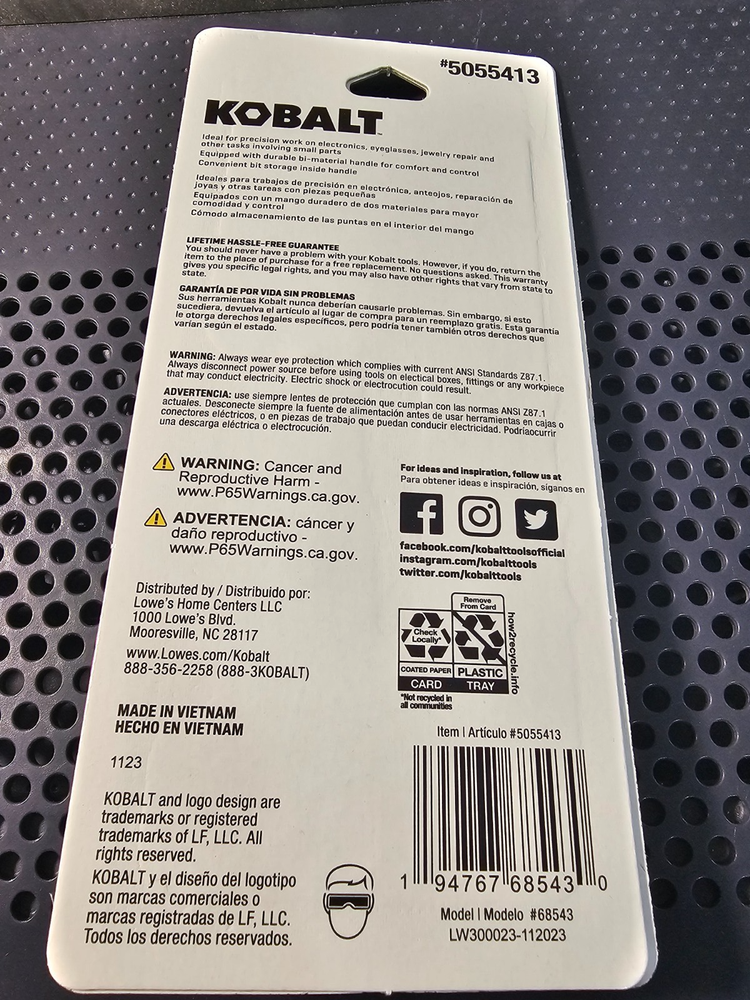 #5055413
KOBALT
Ideal for precision work on electronics, eyeglasses, jewelry repair and
other tasks involving small parts
Equipped with durable bi-material handle for comfort and control
Convenient bit storage inside handle
Ideales para trabajos de precisión en electrónica, anteojos, reparación de
joyas y otras tareas con piezas pequeñas
Equipados con un mango duradero de dos materiales para mayor
comodidad y control
Cómodo almacenamiento de las puntas en el interior del mango
LIFETIME HASSLE-FREE GUARANTEE
You should never have a problem with your Kobalt tools. However, if you do, return the
item to the place of purchase for a free replacement. No questions asked. This warranty
gives you specific legal rights, and you may also have other rights that vary from state to
state.
GARANTÍA DE POR VIDA SIN PROBLEMAS
Sus herramientas Kobalt nunca deberían causarle problemas. Sin embargo, si esto
sucediera, devuelva el artículo al lugar de compra para un reemplazo gratis. Esta garantía
le otorga derechos legales específicos, pero podría tener también otros derechos que
varían según el estado.
WARNING: Always wear eye protection which complies with current ANSI Standards Z87.1.
Always disconnect power source before using tools on electical boxes, fittings or any workpiece
that may conduct electricity. Electric shock or electrocution could result.
ADVERTENCIA: use siempre lentes de protección que cumplan con las normas ANSI Z87.1
actuales. Desconecte siempre la fuente de alimentación antes de usar herramientas en cajas o
conectores eléctricos, o en piezas de trabajo que puedan conducir electricidad. Podriaocurrir
una descarga eléctrica o electrocución.
WARNING: Cancer and
Reproductive Harm -
www.P65Warnings.ca.gov.
ADVERTENCIA: cáncer y
daño reproductivo -
www.P65Warnings.ca.gov.
For ideas and inspiration, follow us at
Para obtener ideas e inspiración, síganos en
facebook.com/kobalttoolsofficial
instagram.com/kobalttools
twitter.com/kobalttools
Distributed by / Distribuido por:
Lowe's Home Centers LLC
1000 Lowe's Blvd.
Mooresville, NC 28117
www.Lowes.com/Kobalt
888-356-2258 (888-3KOBALT)
Remove
From Card
Check
Locally*
COATED PAPER
CARD
PLASTIC
TRAY
how2recycle.info
*Not recycled in
all communities
MADE IN VIETNAM
HECHO EN VIETNAM
1123
Item | Artículo #5055413
1 94767 68543 0
Model | Modelo #68543
LW300023-112023
KOBALT and logo design are
trademarks or registered
trademarks of LF, LLC. All
rights reserved.
KOBALT y el diseño del logotipo
son marcas comerciales o
marcas registradas de LF, LLC.
Todos los derechos reservados.